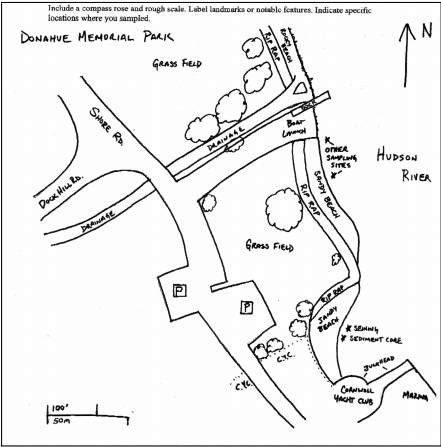 Include a compass rose and rough scale. Label landmarks or notable features. Indicate specific
locations where you sampled.
DONAHUE MEMORIAL PARK
N
GRASS FIELD
RIP RAP
ROCKY BEACH
SHORE RD.
DOCK
BOAT
LAUNCH
DRAINAGE
* OTHER
SAMPLING
SITES
*
HUDSON
RIVER
DOCK HILL RD.
DRAINAGE
SANDY BEACH
RIP RAP
GRASS FIELD
P
P
RIP RAP
SANDY
BEACH
* SEINING
* SEDIMENT CORE
C.Y.C.
C.Y.C.
BULKHEAD
CORNWALL
YACHT CLUB
MARINA
100'
50m